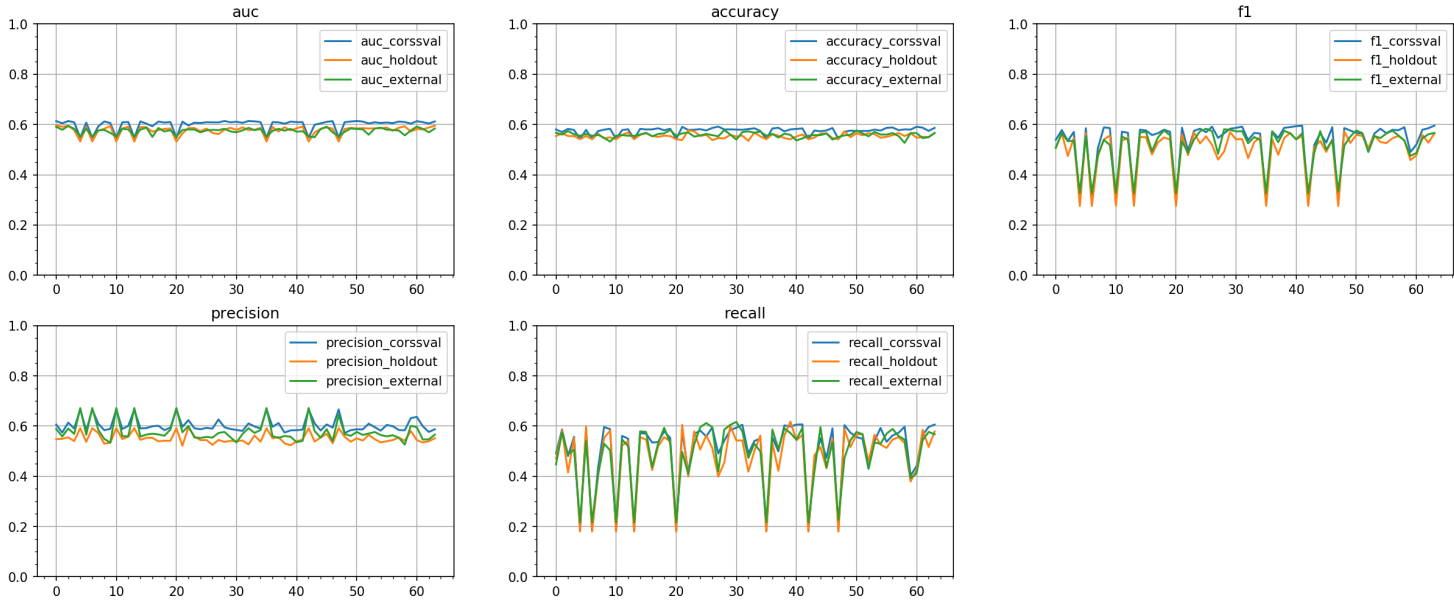 auc
1.0
0.8
0.6
0.4
0.2
0.0
0 10 20 30 40 50 60
auc_corssval
auc_holdout
auc_external
accuracy
1.0
0.8
0.6
0.4
0.2
0.0
0 10 20 30 40 50 60
accuracy_corssval
accuracy_holdout
accuracy_external
f1
1.0
0.8
0.6
0.4
0.2
0.0
0 10 20 30 40 50 60
f1_corssval
f1_holdout
f1_external
precision
1.0
0.8
0.6
0.4
0.2
0.0
0 10 20 30 40 50 60
precision_corssval
precision_holdout
precision_external
recall
1.0
0.8
0.6
0.4
0.2
0.0
0 10 20 30 40 50 60
recall_corssval
recall_holdout
recall_external